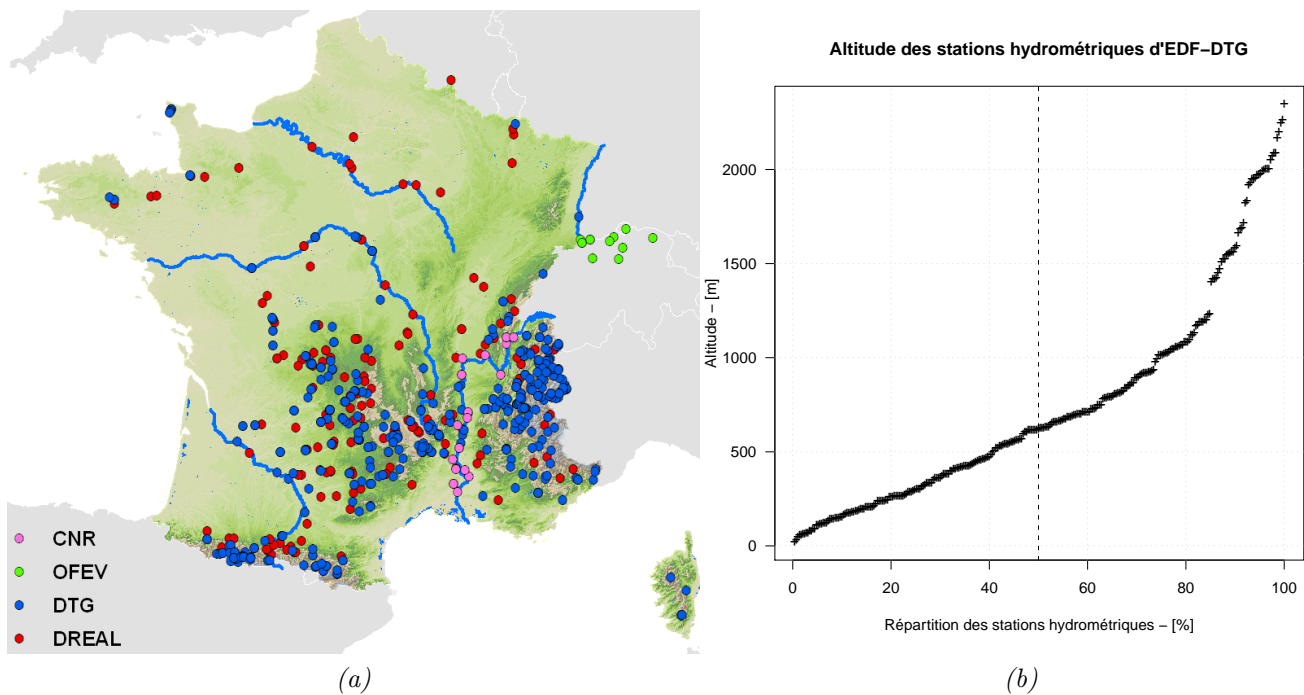 CNR
OFEV
DTG
DREAL
(a)
Altitude des stations hydrométriques d'EDF−DTG
Altitude − [m]
2000
1500
1000
500
0
0 20 40 60 80 100
Répartition des stations hydrométriques − [%]
(b)